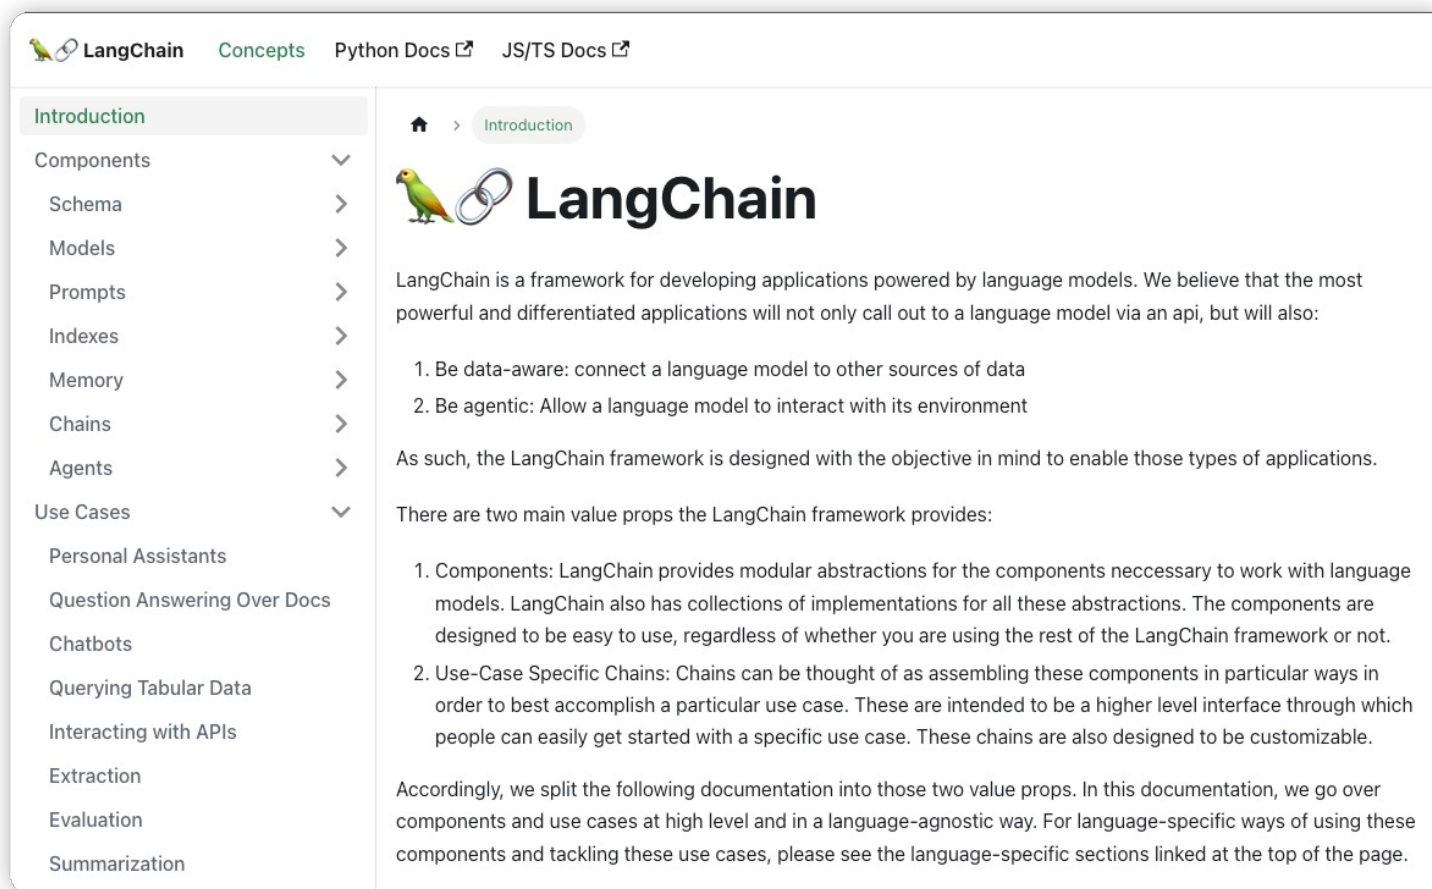 LangChain
Concepts
Python Docs
JS/TS Docs
Introduction
Components
Schema
Models
Prompts
Indexes
Memory
Chains
Agents
Use Cases
Personal Assistants
Question Answering Over Docs
Chatbots
Querying Tabular Data
Interacting with APIs
Extraction
Evaluation
Summarization
Introduction
LangChain
LangChain is a framework for developing applications powered by language models. We believe that the most
powerful and differentiated applications will not only call out to a language model via an api, but will also:
1. Be data-aware: connect a language model to other sources of data
2. Be agentic: Allow a language model to interact with its environment
As such, the LangChain framework is designed with the objective in mind to enable those types of applications.
There are two main value props the LangChain framework provides:
1. Components: LangChain provides modular abstractions for the components neccessary to work with language
models. LangChain also has collections of implementations for all these abstractions. The components are
designed to be easy to use, regardless of whether you are using the rest of the LangChain framework or not.
2. Use-Case Specific Chains: Chains can be thought of as assembling these components in particular ways in
order to best accomplish a particular use case. These are intended to be a higher level interface through which
people can easily get started with a specific use case. These chains are also designed to be customizable.
Accordingly, we split the following documentation into those two value props. In this documentation, we go over
components and use cases at high level and in a language-agnostic way. For language-specific ways of using these
components and tackling these use cases, please see the language-specific sections linked at the top of the page.